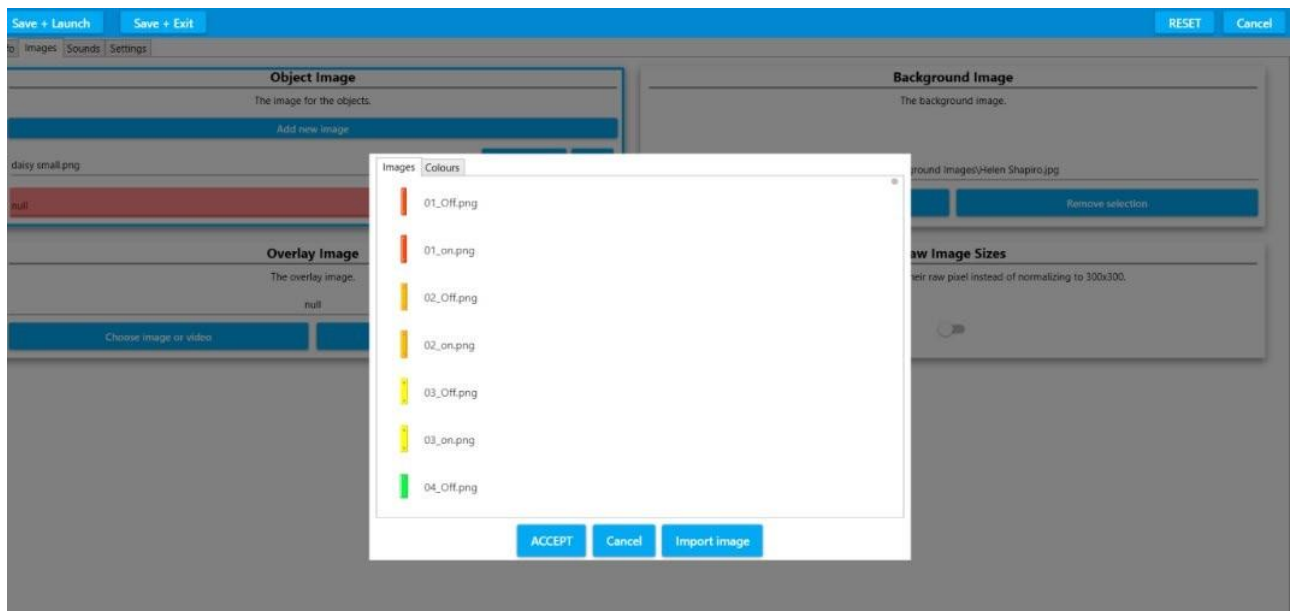 Save + Launch Save + Exit RESET Cancel
fo Images Sounds Settings
Object Image
The image for the objects.
Add new image
daisy small.png
null
Background Image
The background image.
ground Images\Helen Shapiro.jpg
Remove selection
Overlay Image
The overlay image.
null
Choose image or video
aw Image Sizes
eir raw pixel instead of normalizing to 300x300.
Images Colours
01_Off.png
01_on.png
02_Off.png
02_on.png
03_Off.png
03_on.png
04_Off.png
ACCEPT Cancel Import image